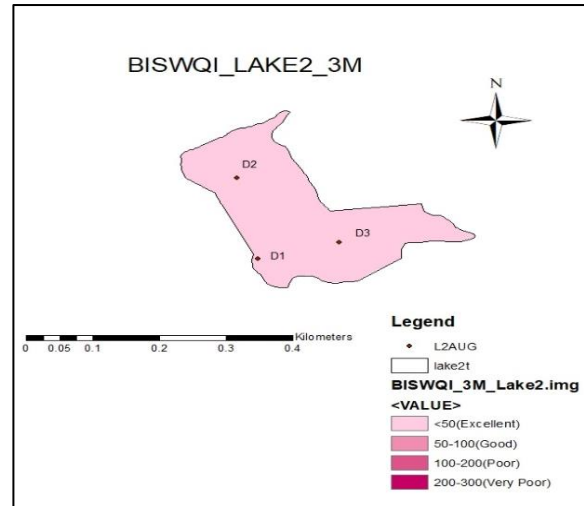 BISWQI_LAKE2_3M
N
D2
D3
D1
Kilometers
0 0.05 0.1 0.2 0.3 0.4
Legend
L2AUG
lake2t
BISWQI_3M_Lake2.img
<VALUE>
<50(Excellent)
50-100(Good)
100-200(Poor)
200-300(Very Poor)